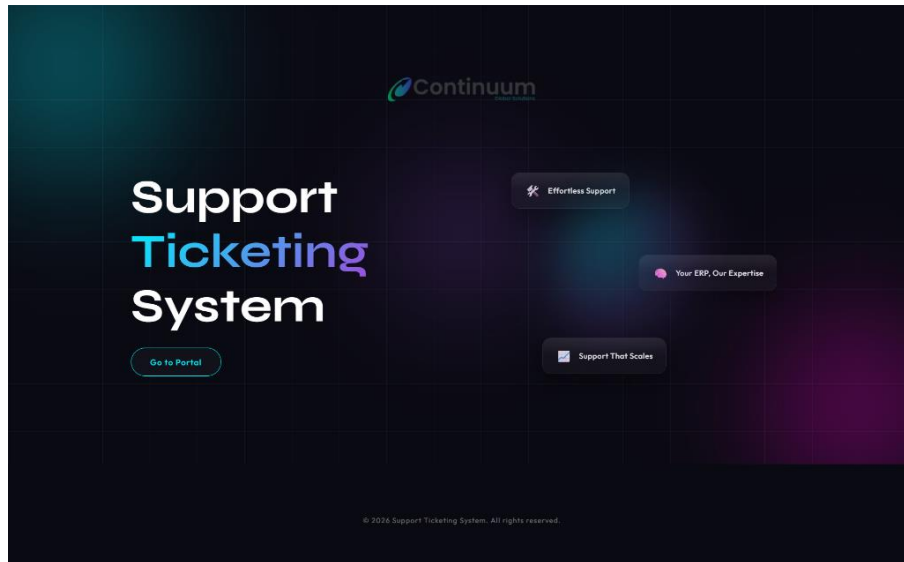 Continuum
Support
Ticketing
System
Go to Portal
🛠 Effortless Support
🧠 Your ERP, Our Expertise
📈 Support That Scales
© 2026 Support Ticketing System. All rights reserved.